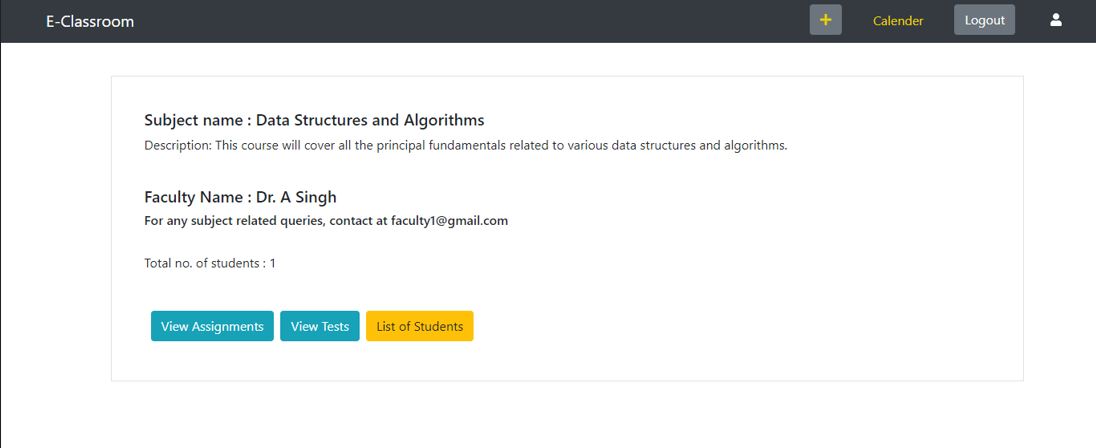 E-Classroom
+
Calender
Logout
Subject name : Data Structures and Algorithms
Description: This course will cover all the principal fundamentals related to various data structures and algorithms.
Faculty Name : Dr. A Singh
For any subject related queries, contact at faculty1@gmail.com
Total no. of students : 1
View Assignments
View Tests
List of Students